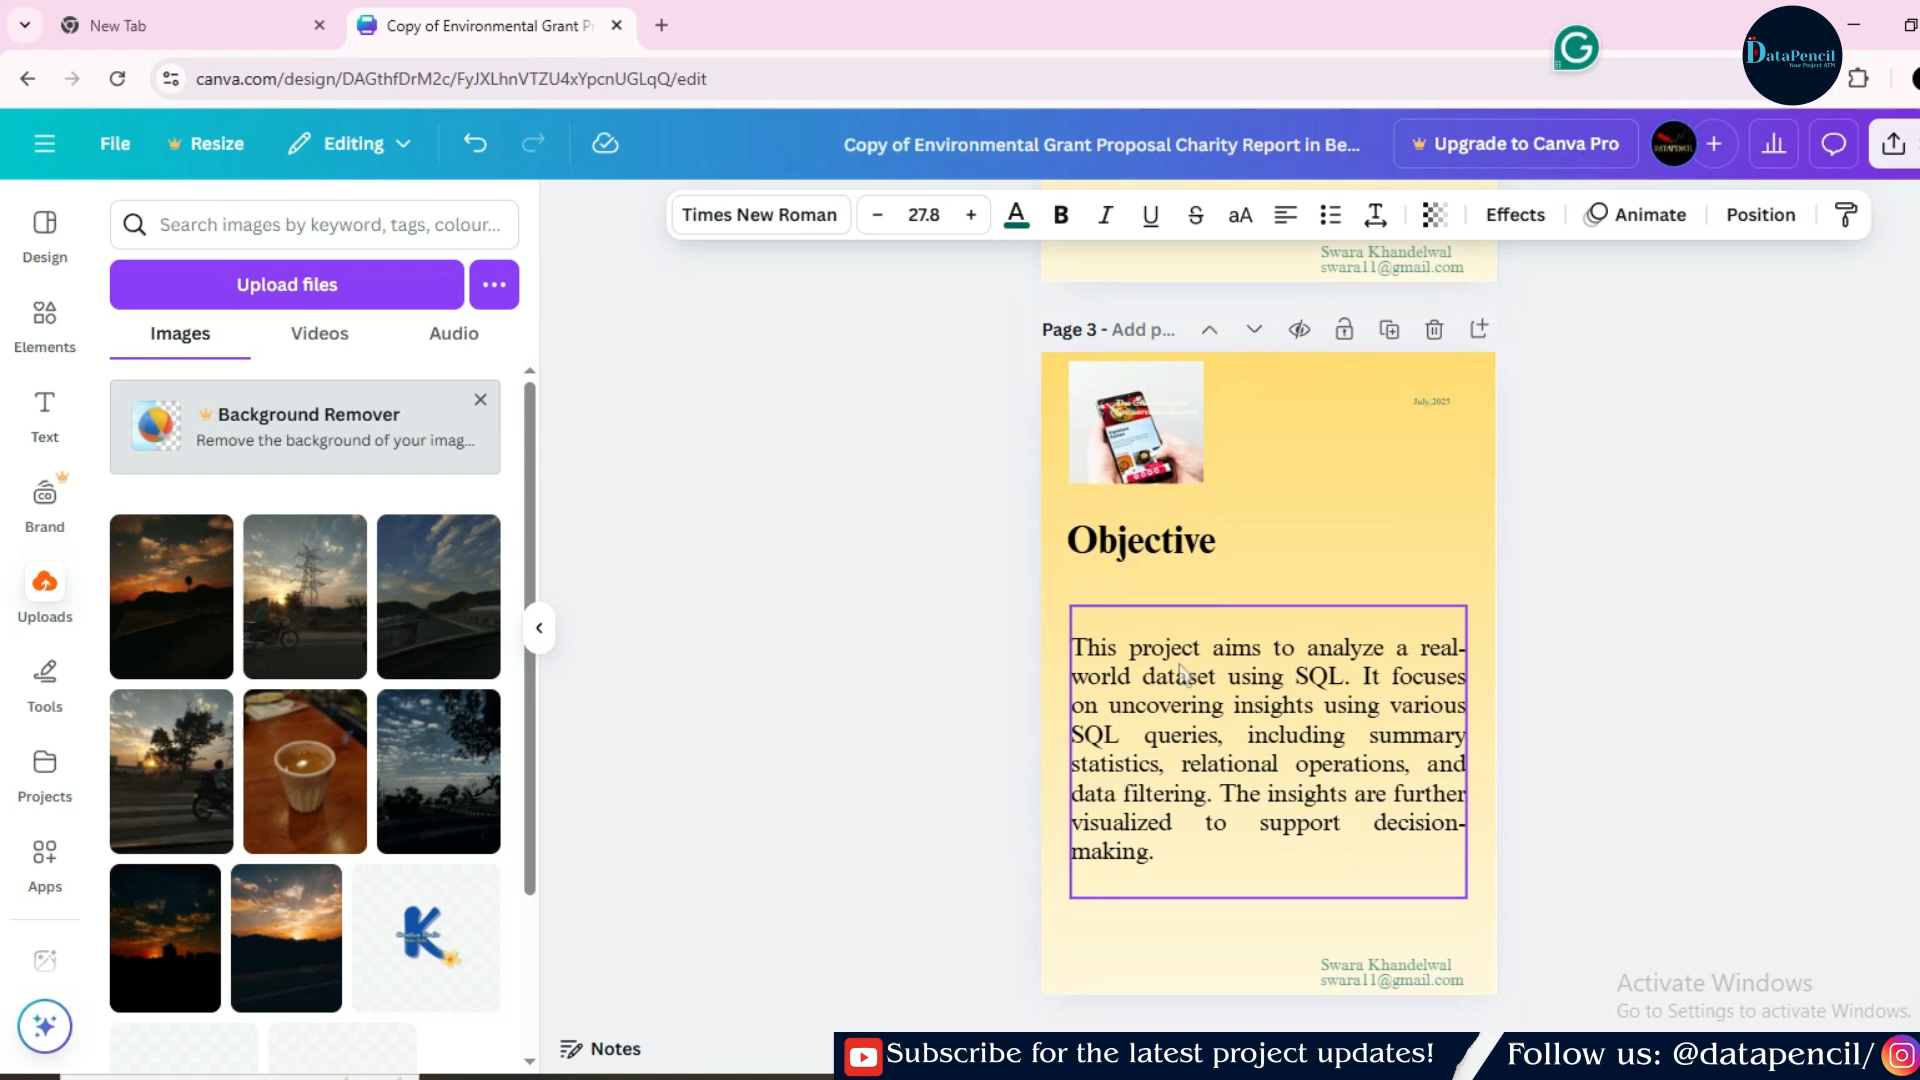 New Tab
Copy of Environmental Grant Pr
canva.com/design/DAGthfDrM2c/FyJXLhnVTZU4xYpcnUGLqQ/edit
DataPencil
Your Project ATM
File
Resize
Editing
Copy of Environmental Grant Proposal Charity Report in Be...
Upgrade to Canva Pro
Design
Elements
Text
Brand
Uploads
Tools
Projects
Apps
Search images by keyword, tags, colour...
Upload files
Images
Videos
Audio
Background Remover
Remove the background of your imag...
Times New Roman
27.8
A
B
I
U
S
aA
Effects
Animate
Position
Swara Khandelwal
swara11@gmail.com
Page 3 - Add p...
July,2025
Objective
This project aims to analyze a real-
world dataset using SQL. It focuses
on uncovering insights using various
SQL queries, including summary
statistics, relational operations, and
data filtering. The insights are further
visualized to support decision-
making.
Swara Khandelwal
swara11@gmail.com
Activate Windows
Go to Settings to activate Windows.
Notes
Subscribe for the latest project updates!
Follow us: @datapencil/